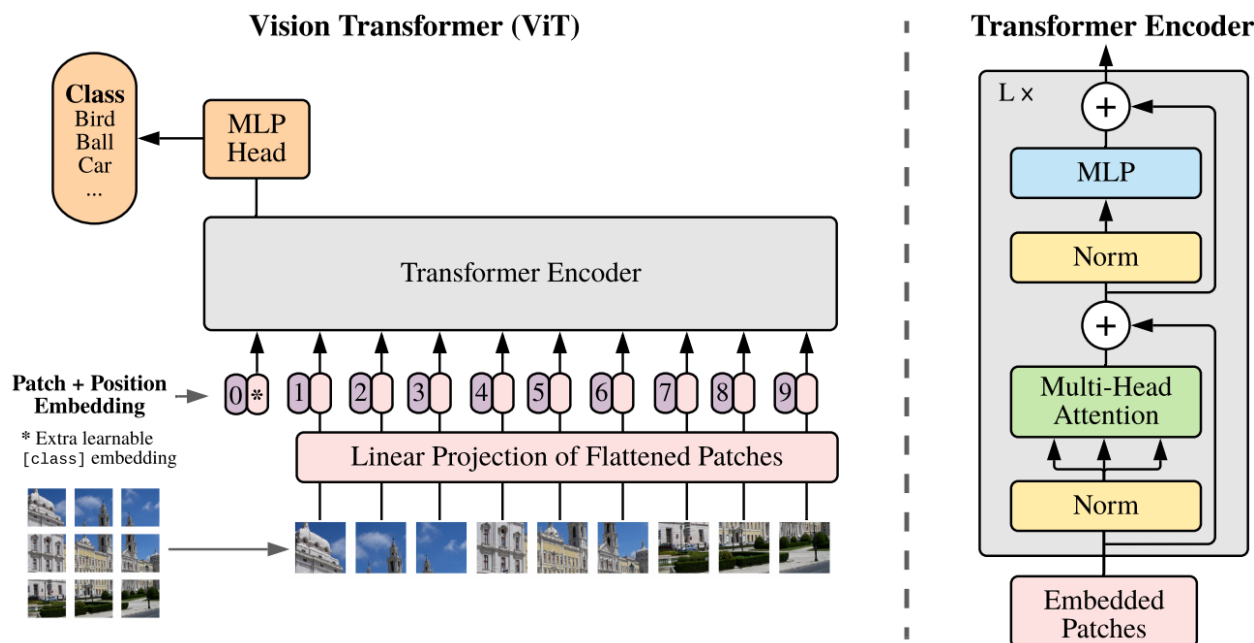 Vision Transformer (ViT)
Class
Bird
Ball
Car
...
MLP
Head
Transformer Encoder
Patch + Position
Embedding
0 * 1 2 3 4 5 6 7 8 9
* Extra learnable
[class] embedding
Linear Projection of Flattened Patches
Transformer Encoder
L ×
+
MLP
Norm
+
Multi-Head
Attention
Norm
Embedded
Patches